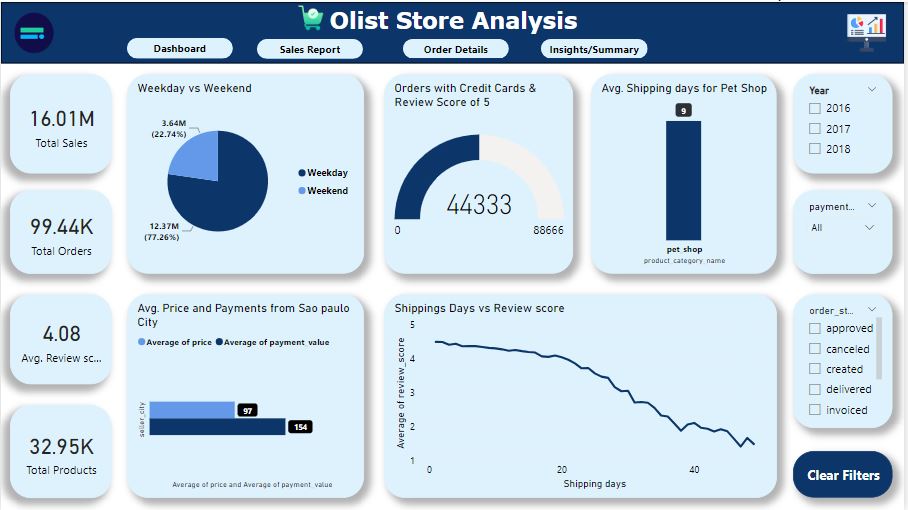 Olist Store Analysis
Dashboard
Sales Report
Order Details
Insights/Summary
16.01M
Total Sales
99.44K
Total Orders
4.08
Avg. Review sc...
32.95K
Total Products
Weekday vs Weekend
3.64M
(22.74%)
12.37M
(77.26%)
Weekday
Weekend
Orders with Credit Cards &
Review Score of 5
44333
0
88666
Avg. Shipping days for Pet Shop
9
pet_shop
product_category_name
Avg. Price and Payments from Sao paulo
City
Average of price
Average of payment_value
seller_city
97
154
Average of price and Average of payment_value
Shippings Days vs Review score
Average of review_score
5
4
3
2
1
0
20
40
Shipping days
Year
2016
2017
2018
payment...
All
order_st...
approved
canceled
created
delivered
invoiced
Clear Filters